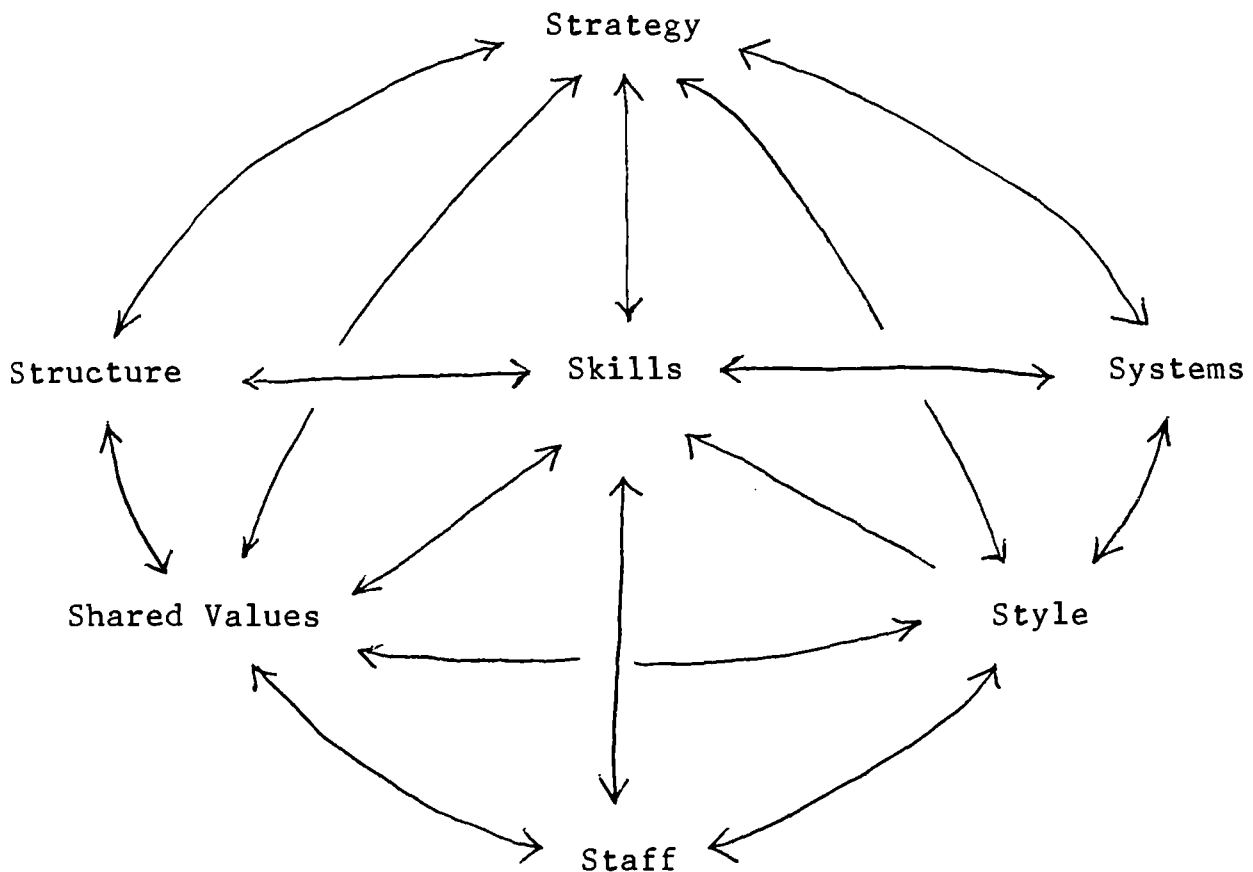 Strategy
Structure
Skills
Systems
Shared Values
Style
Staff